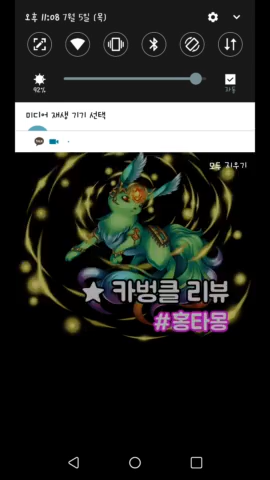 오후 11:08 7월 5일 (목)
92%
자동
미디어 재생 기기 선택
모두 지우기
★ 카벙클 리뷰
#홍타몽